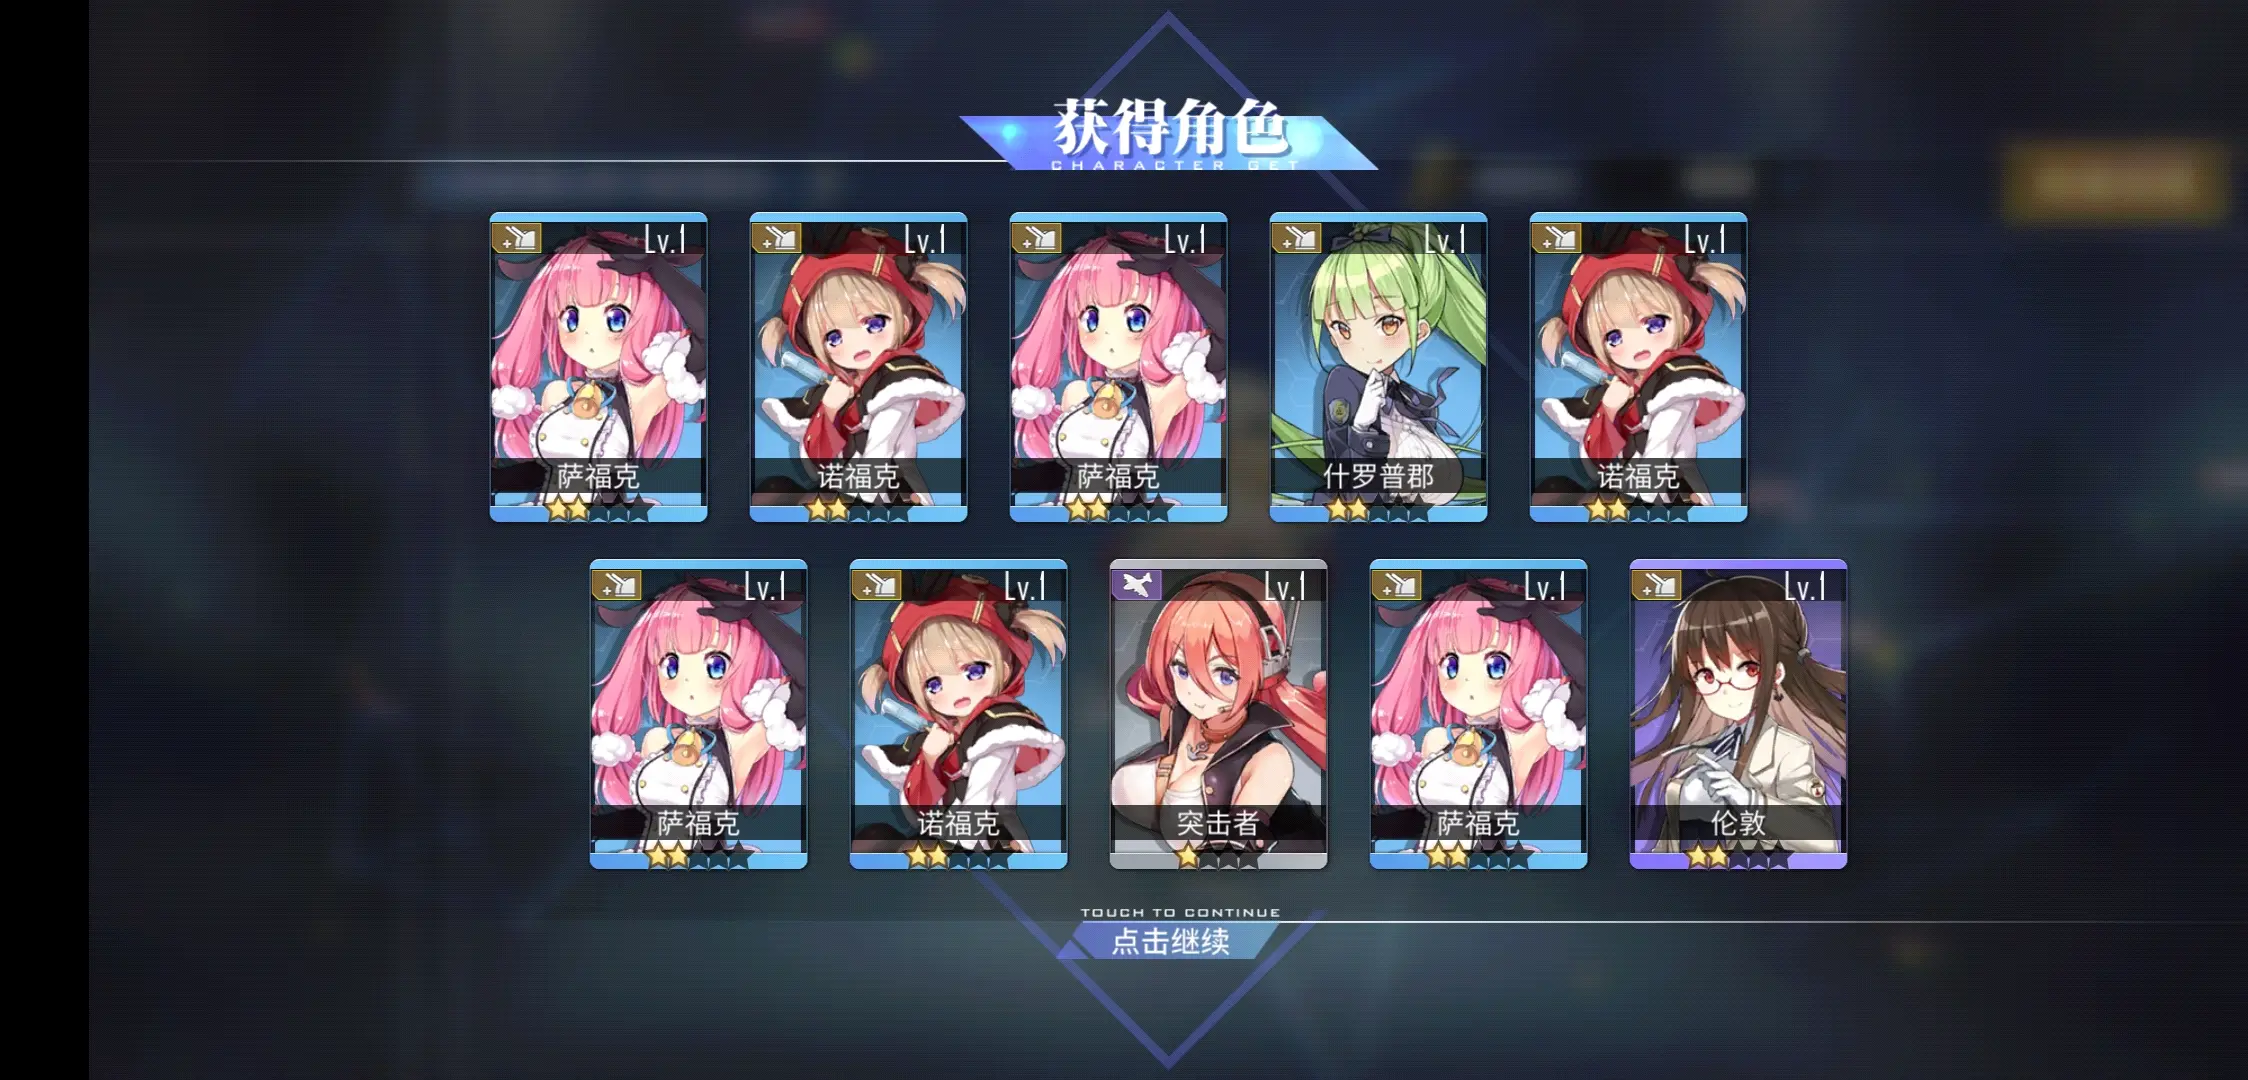 获得角色
CHARACTER GET
Lv.1
Lv.1
Lv.1
Lv.1
Lv.1
萨福克
诺福克
萨福克
什罗普郡
诺福克
Lv.1
Lv.1
Lv.1
Lv.1
Lv.1
萨福克
诺福克
突击者
萨福克
伦敦
TOUCH TO CONTINUE
点击继续